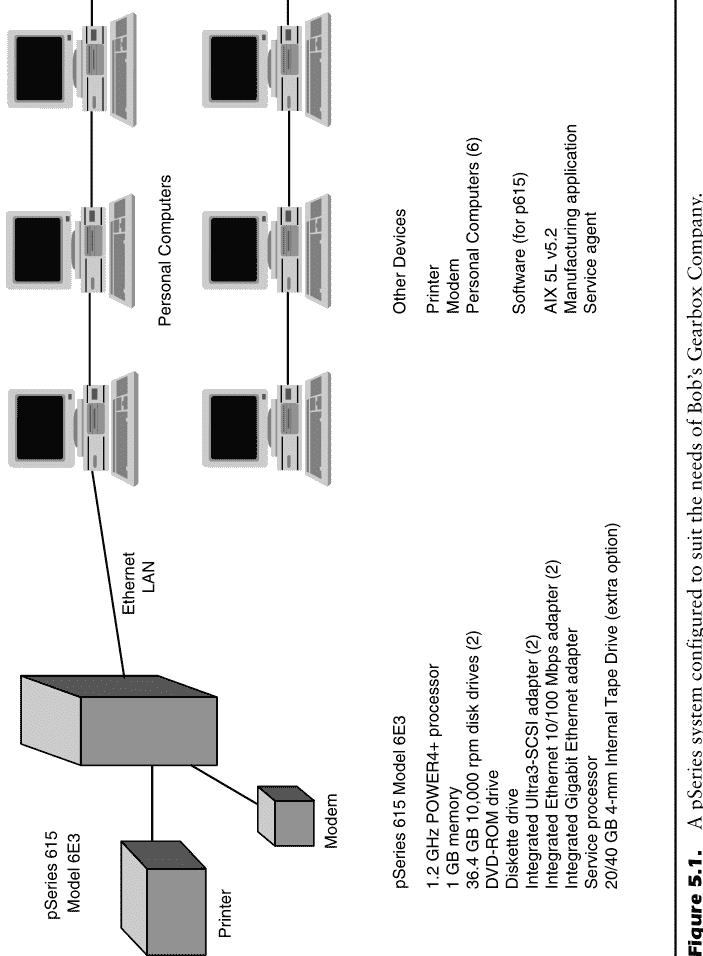 pSeries 615
Model 6E3
Printer
Modem
Ethernet
LAN
Personal Computers
pSeries 615 Model 6E3
1.2 GHz POWER4+ processor
1 GB memory
36.4 GB 10,000 rpm disk drives (2)
DVD-ROM drive
Diskette drive
Integrated Ultra3-SCSI adapter (2)
Integrated Ethernet 10/100 Mbps adapter (2)
Integrated Gigabit Ethernet adapter
Service processor
20/40 GB 4-mm Internal Tape Drive (extra option)
Other Devices
Printer
Modem
Personal Computers (6)
Software (for p615)
AIX 5L v5.2
Manufacturing application
Service agent
Figure 5.1. A pSeries system configured to suit the needs of Bob's Gearbox Company.